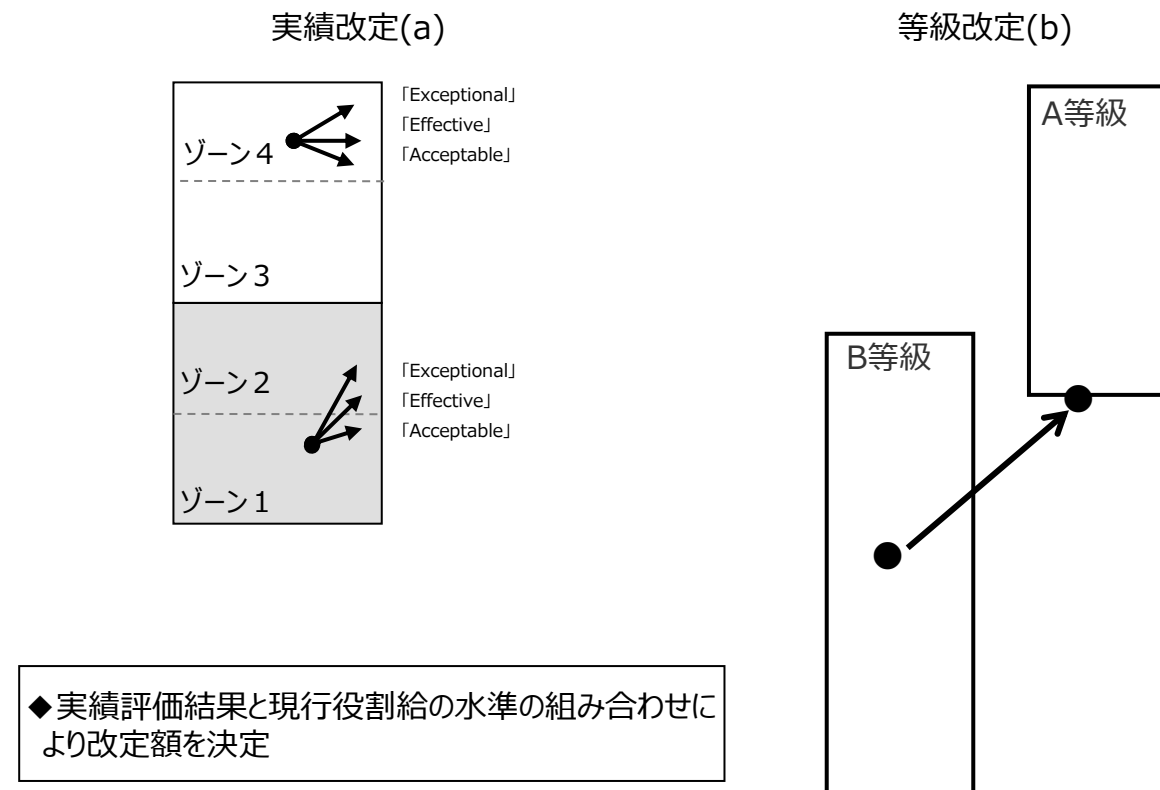 実績改定(a)
等級改定(b)
「Exceptional」
「Effective」
「Acceptable」
ゾーン４
ゾーン３
ゾーン２
ゾーン１
「Exceptional」
「Effective」
「Acceptable」
A等級
B等級
◆実績評価結果と現行役割給の水準の組み合わせに
より改定額を決定